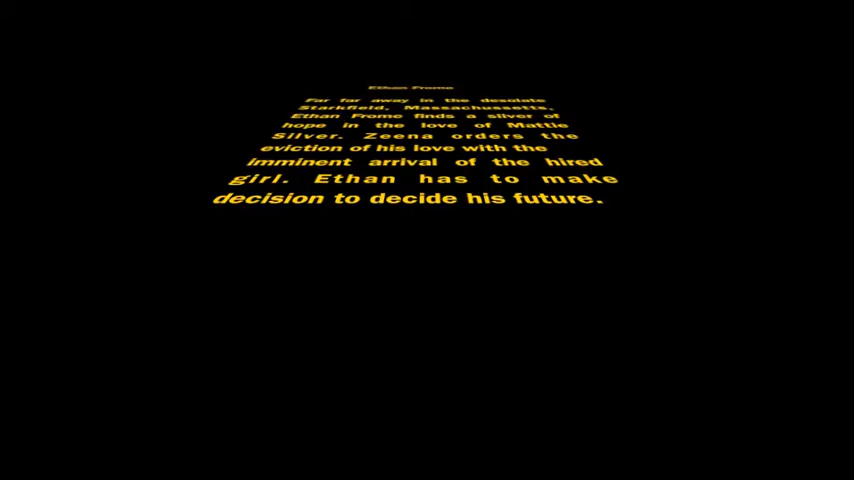 Ethan Frome
Far far away in the desolate
Starkfield, Massachussetts,
Ethan Frome finds a silver of
hope in the love of Mattie
Silver. Zeena orders the
eviction of his love with the
imminent arrival of the hired
girl. Ethan has to make
decision to decide his future.